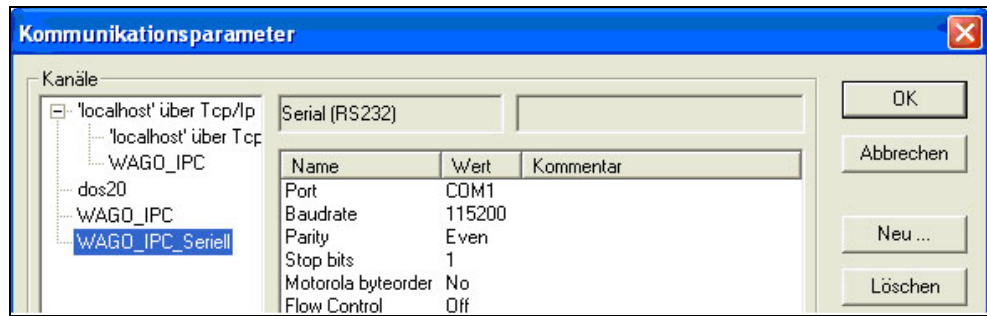 Kommunikationsparameter
Kanäle
'localhost' über Tcp/Ip
'localhost' über Tcp
WAGO_IPC
dos20
WAGO_IPC
WAGO_IPC_Seriell
Serial (RS232)
Name Wert Kommentar
Port COM1
Baudrate 115200
Parity Even
Stop bits 1
Motorola byteorder No
Flow Control Off
OK
Abbrechen
Neu ...
Löschen